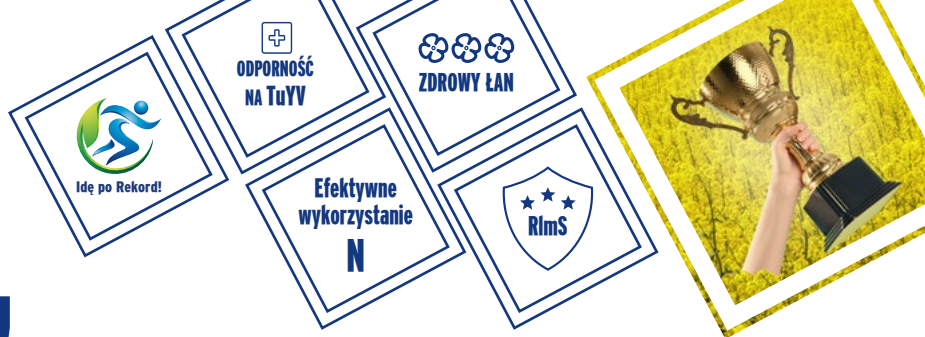 ODPORNOŚĆ
NA TuYV
ZDROWY ŁAN
Idę po Rekord!
Efektywne
wykorzystanie
N
RlmS